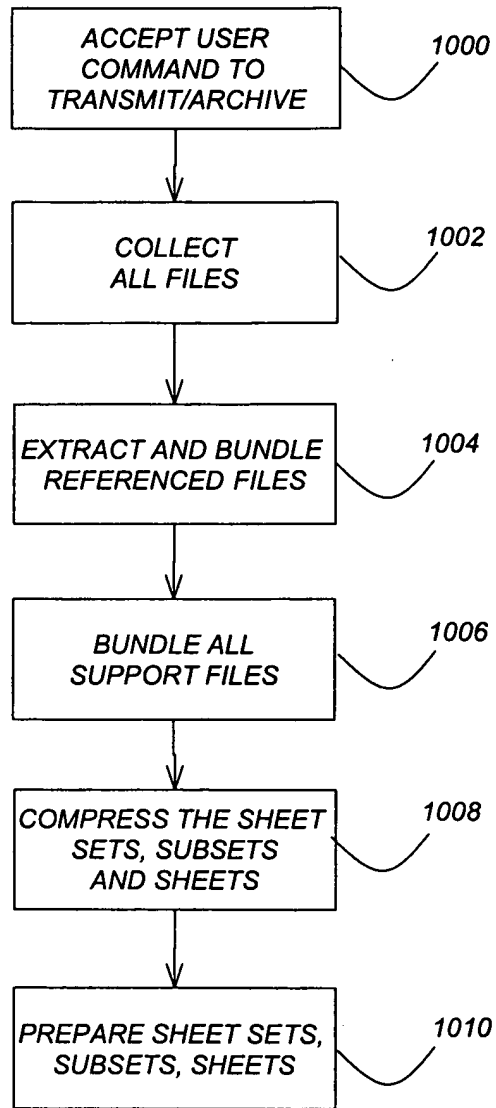 ACCEPT USER
COMMAND TO
TRANSMIT/ARCHIVE
1000
COLLECT
ALL FILES
1002
EXTRACT AND BUNDLE
REFERENCED FILES
1004
BUNDLE ALL
SUPPORT FILES
1006
COMPRESS THE SHEET
SETS, SUBSETS
AND SHEETS
1008
PREPARE SHEET SETS,
SUBSETS, SHEETS
1010